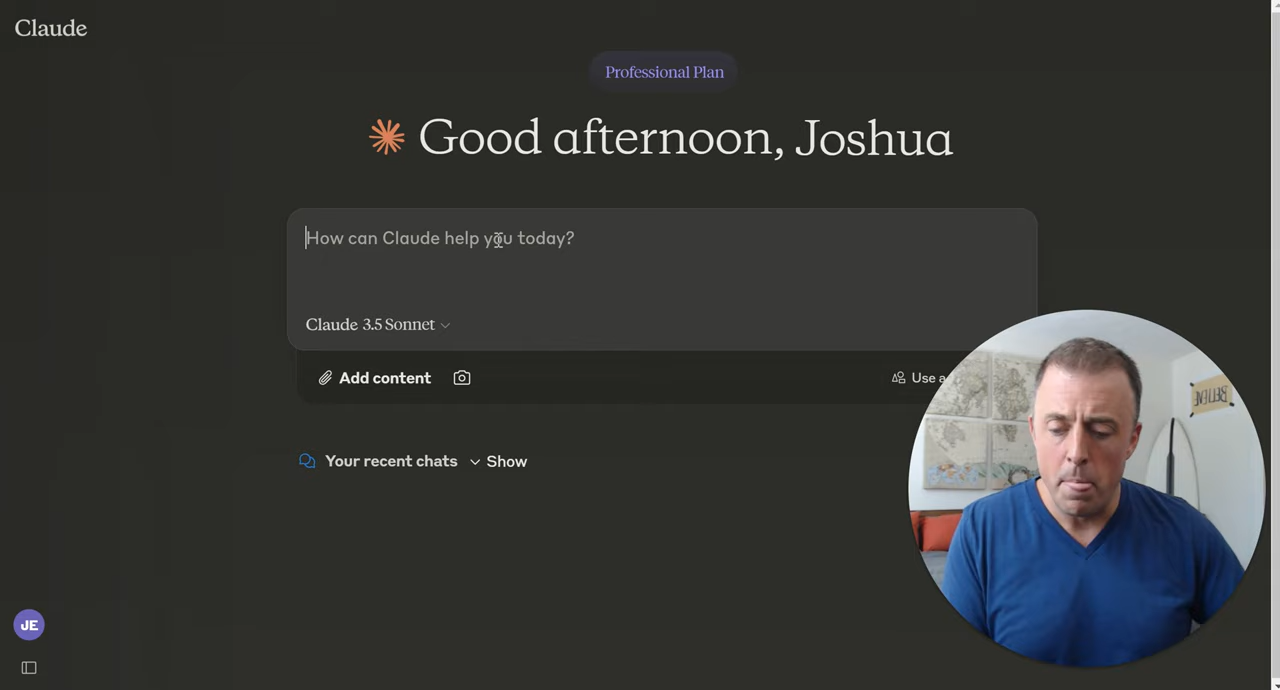 Claude
Professional Plan
Good afternoon, Joshua
How can Claude help you today?
Claude 3.5 Sonnet
Add content
Use a
Your recent chats Show
BELIEVE
JE